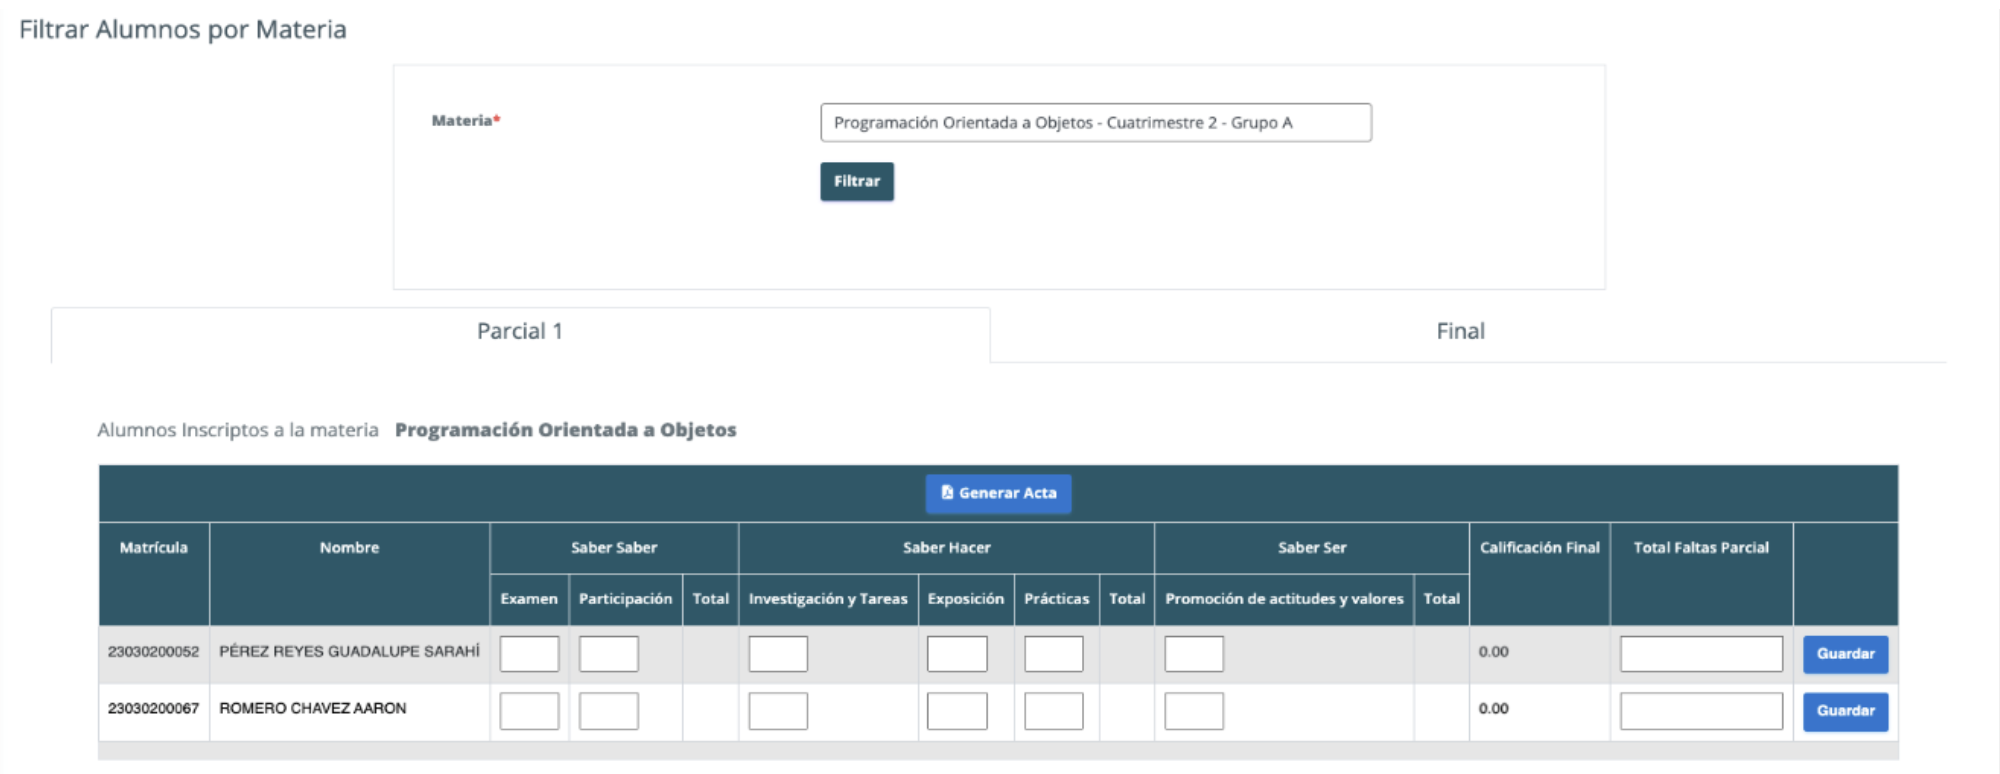 Filtrar Alumnos por Materia
Materia*
Programación Orientada a Objetos - Cuatrimestre 2 - Grupo A
Filtrar
Parcial 1 Final
Alumnos Inscriptos a la materia Programación Orientada a Objetos
Generar Acta
Matrícula Nombre Saber Saber Saber Hacer Saber Ser Calificación Final Total Faltas Parcial
Examen Participación Total Investigación y Tareas Exposición Prácticas Total Promoción de actitudes y valores Total
23030200052 PÉREZ REYES GUADALUPE SARAHÍ 0.00 Guardar
23030200067 ROMERO CHAVEZ AARON 0.00 Guardar